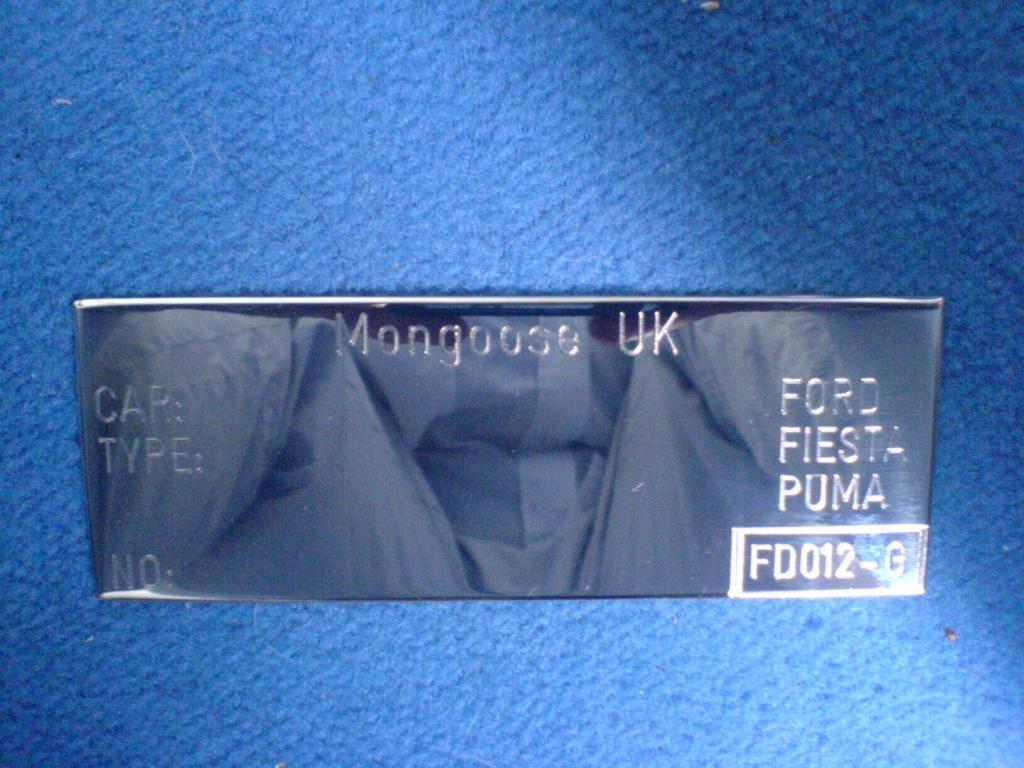 Mongoose UK
CAR: FORD
TYPE: FIESTA
PUMA
NO: FD012-G